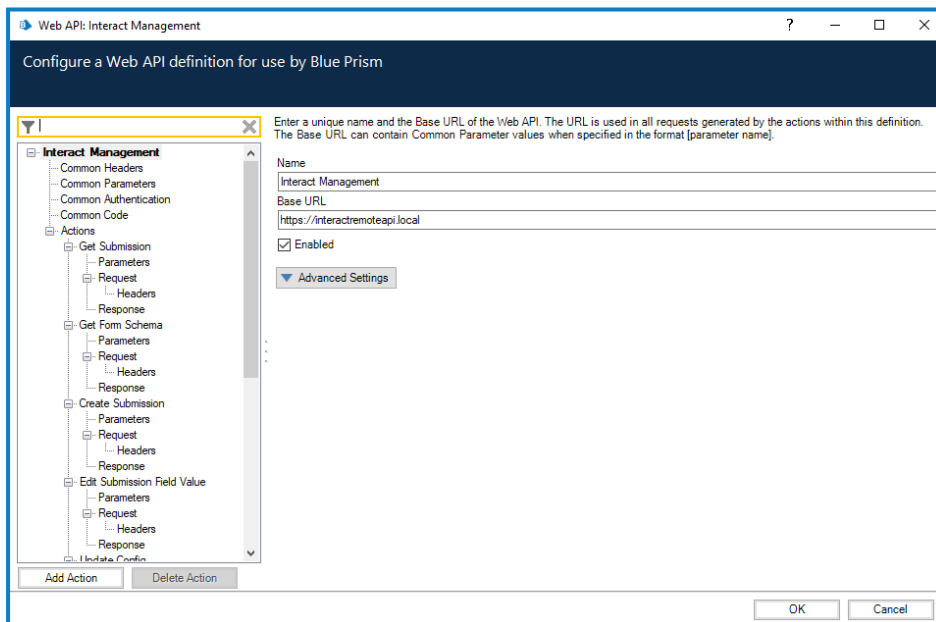 Web API: Interact Management
Configure a Web API definition for use by Blue Prism
Enter a unique name and the Base URL of the Web API. The URL is used in all requests generated by the actions within this definition.
The Base URL can contain Common Parameter values when specified in the format [parameter name].
Interact Management
Common Headers
Common Parameters
Common Authentication
Common Code
Actions
Get Submission
Parameters
Request
Headers
Response
Get Form Schema
Parameters
Request
Headers
Response
Create Submission
Parameters
Request
Headers
Response
Edit Submission Field Value
Parameters
Request
Headers
Response
Update Config
Name
Interact Management
Base URL
https://interactremoteapi.local
Enabled
Advanced Settings
Add Action
Delete Action
OK
Cancel